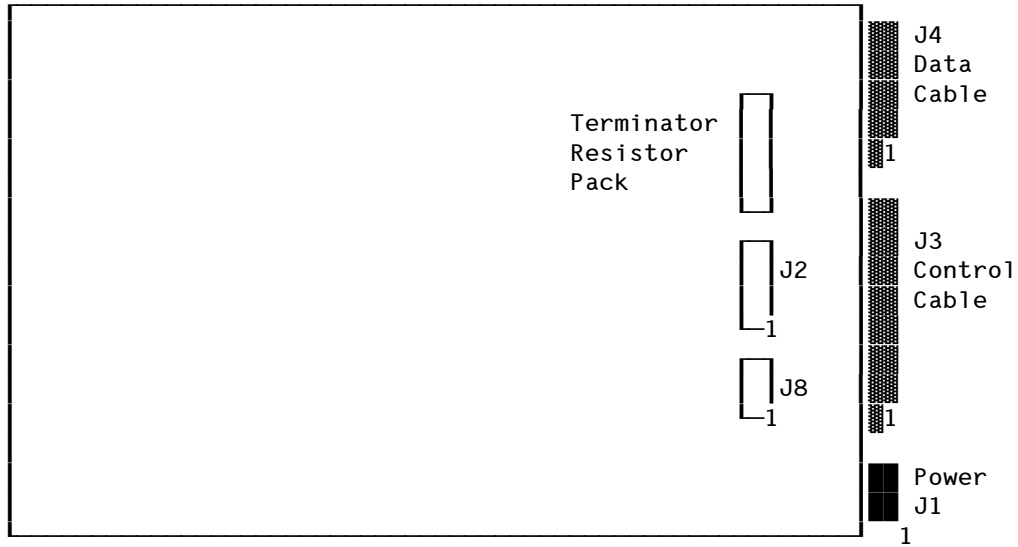 J4
Data
Cable
1
Terminator
Resistor
Pack
J3
Control
Cable
1
J2
1
J8
1
Power
J1
1